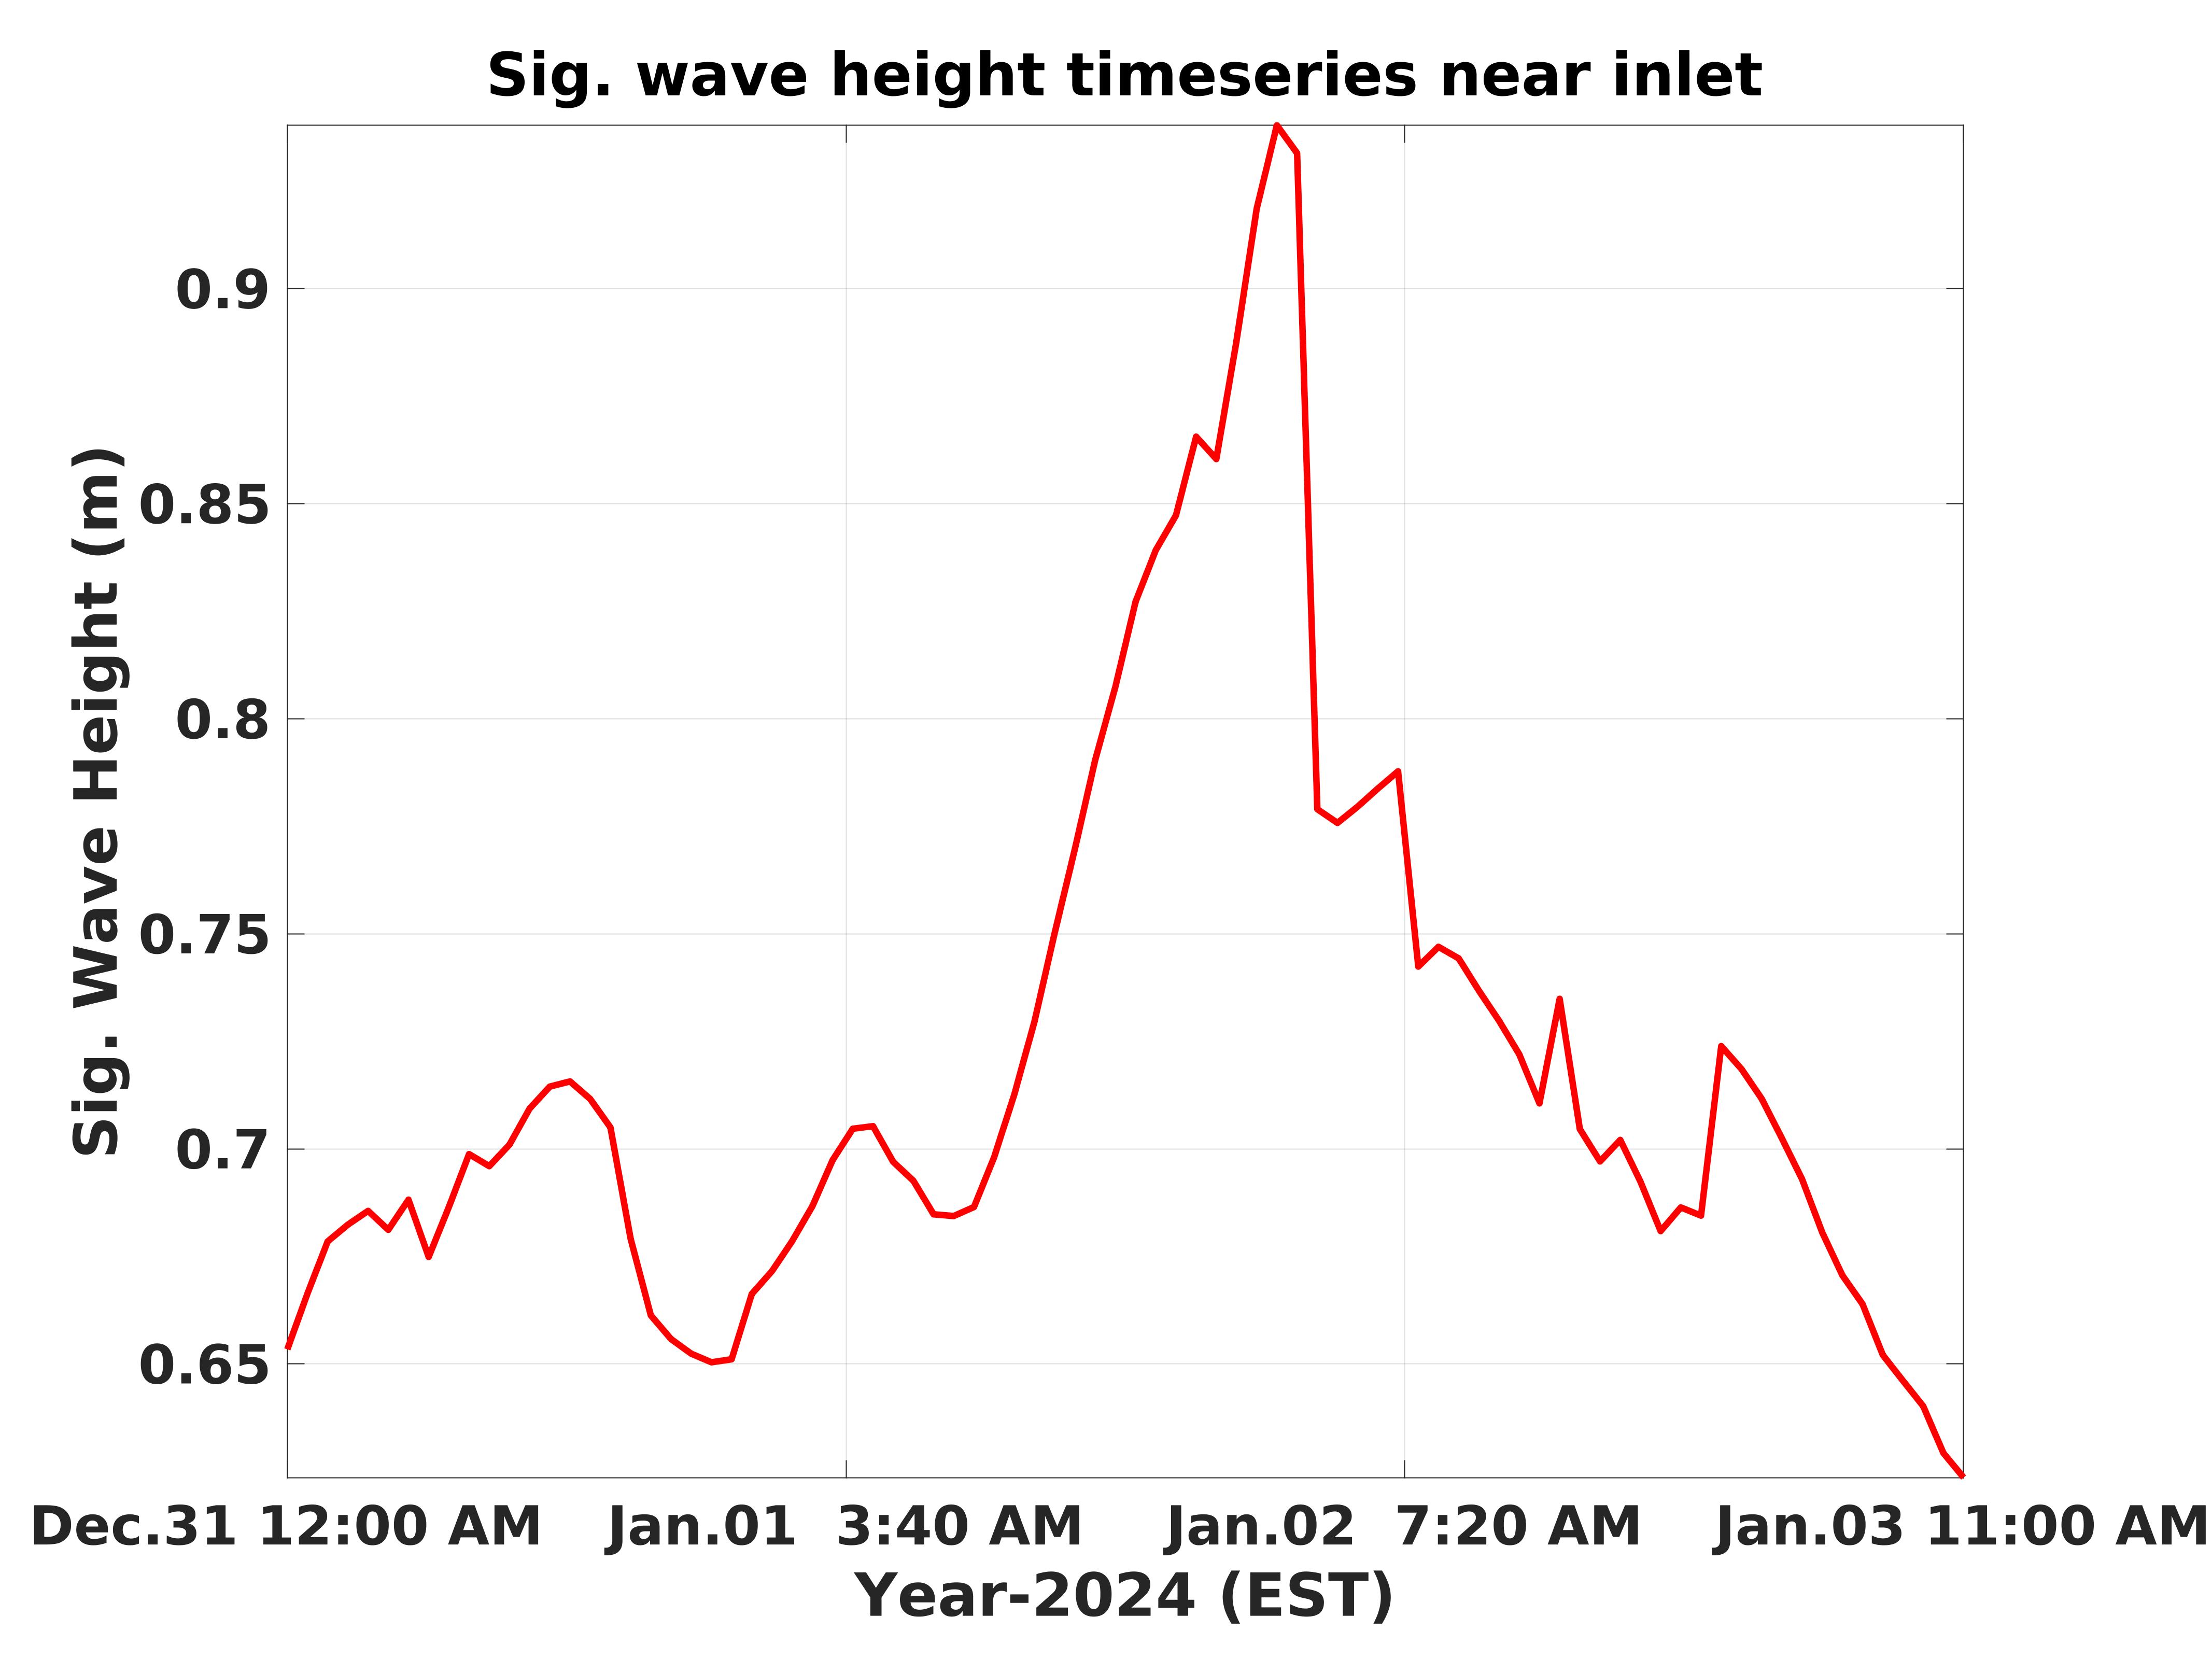 Sig. wave height timeseries near inlet
Sig. Wave Height (m)
0.9
0.85
0.8
0.75
0.7
0.65
Dec.31 12:00 AM Jan.01 3:40 AM Jan.02 7:20 AM Jan.03 11:00 AM
Year-2024 (EST)